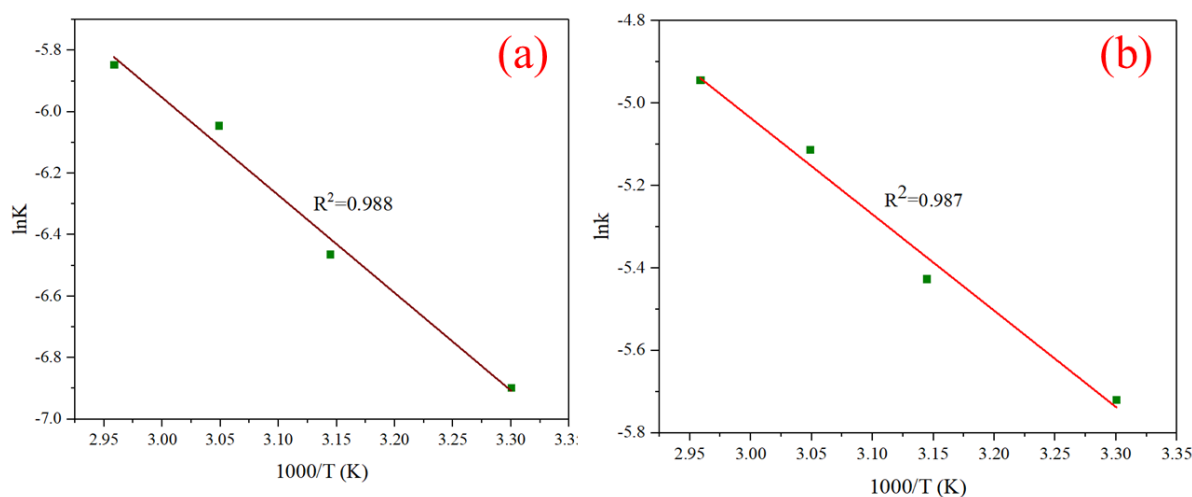 (a)
-5.8
-6.0
-6.2
-6.4
-6.6
-6.8
-7.0
lnK
R²=0.988
2.95 3.00 3.05 3.10 3.15 3.20 3.25 3.30 3.35
1000/T (K)
(b)
-4.8
-5.0
-5.2
-5.4
-5.6
-5.8
lnk
R²=0.987
2.95 3.00 3.05 3.10 3.15 3.20 3.25 3.30 3.35
1000/T (K)